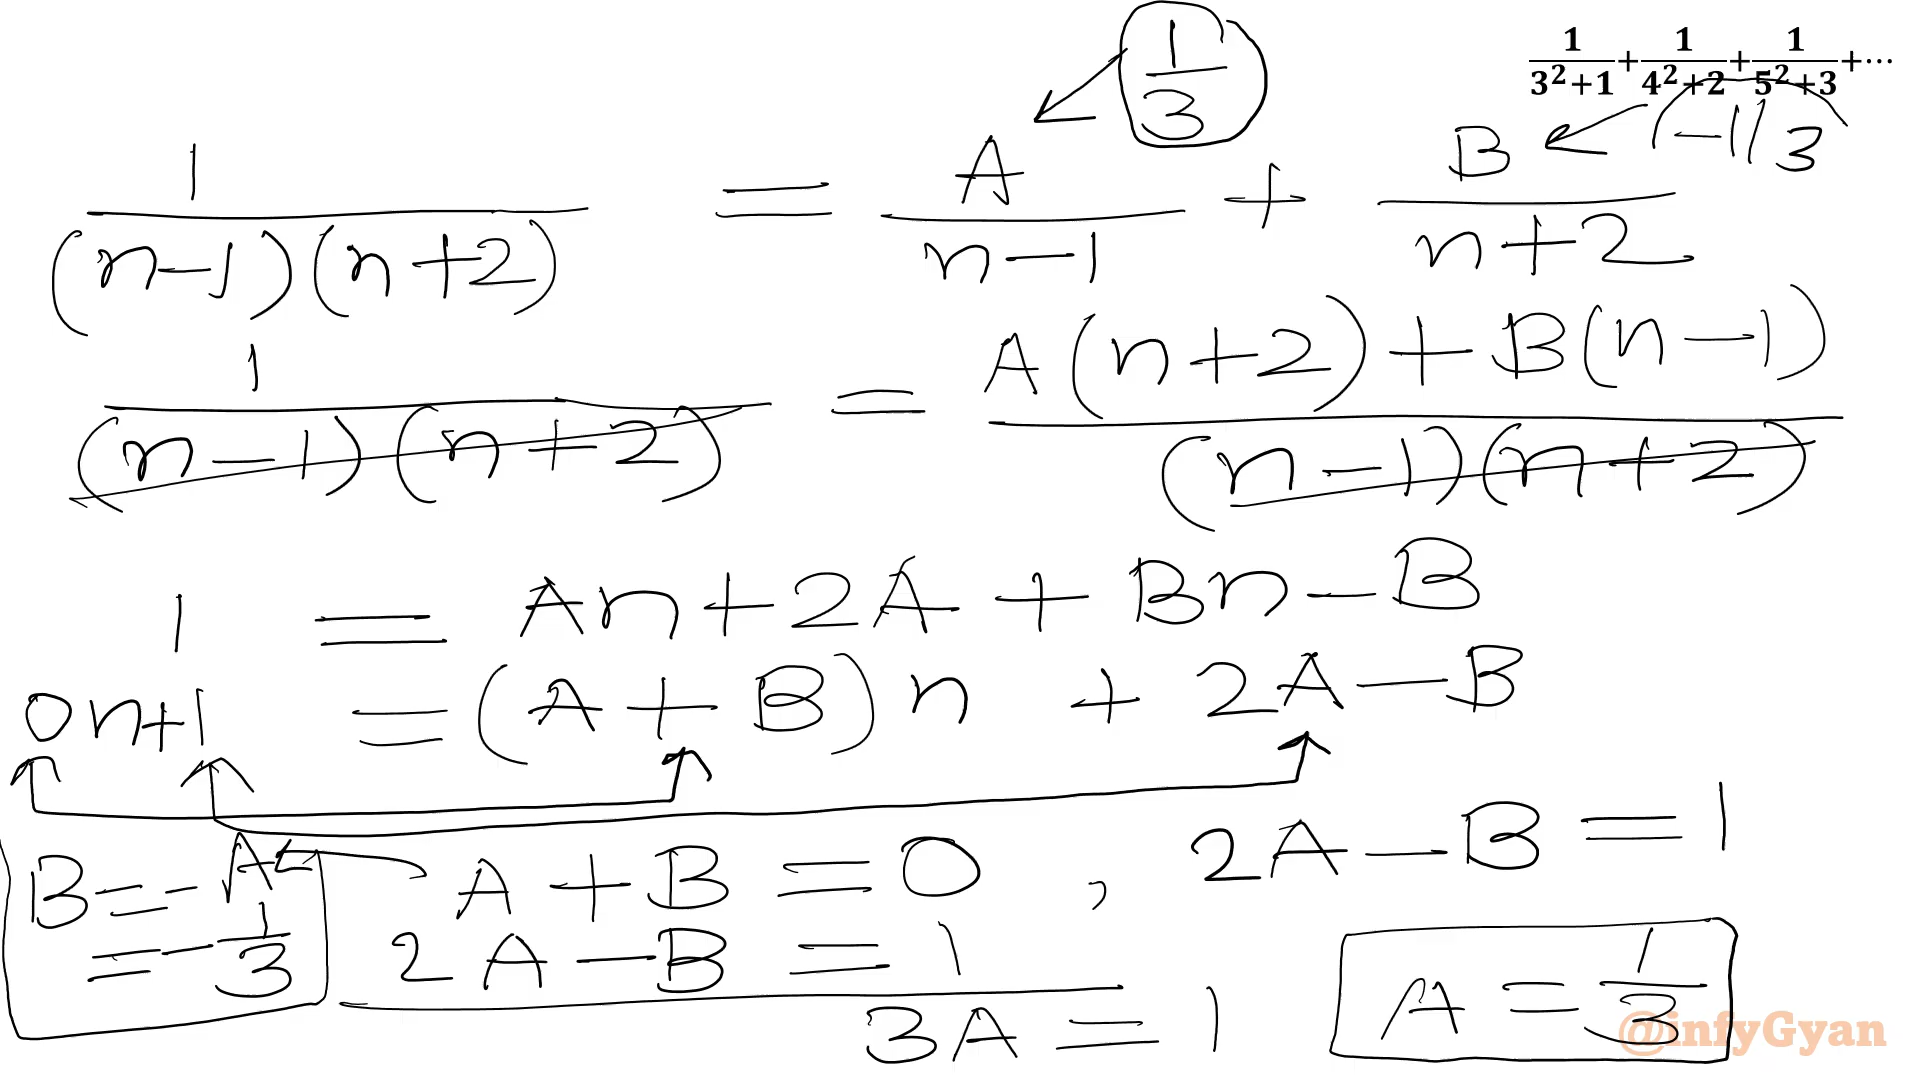 1/(3²+1) + 1/(4²+2) + 1/(5²+3) + ⋯
1/((n-1)(n+2)) = A/(n-1) + B/(n+2)
1/3
(-1/3
1/((n-1)(n+2)) = (A(n+2) + B(n-1))/((n-1)(n+2))
1 = An + 2A + Bn - B
0n+1 = (A + B)n + 2A - B
A + B = 0 , 2A - B = 1
B = -A
= -1/3
2A - B = 1
3A = 1
A = 1/3
@infyGyan